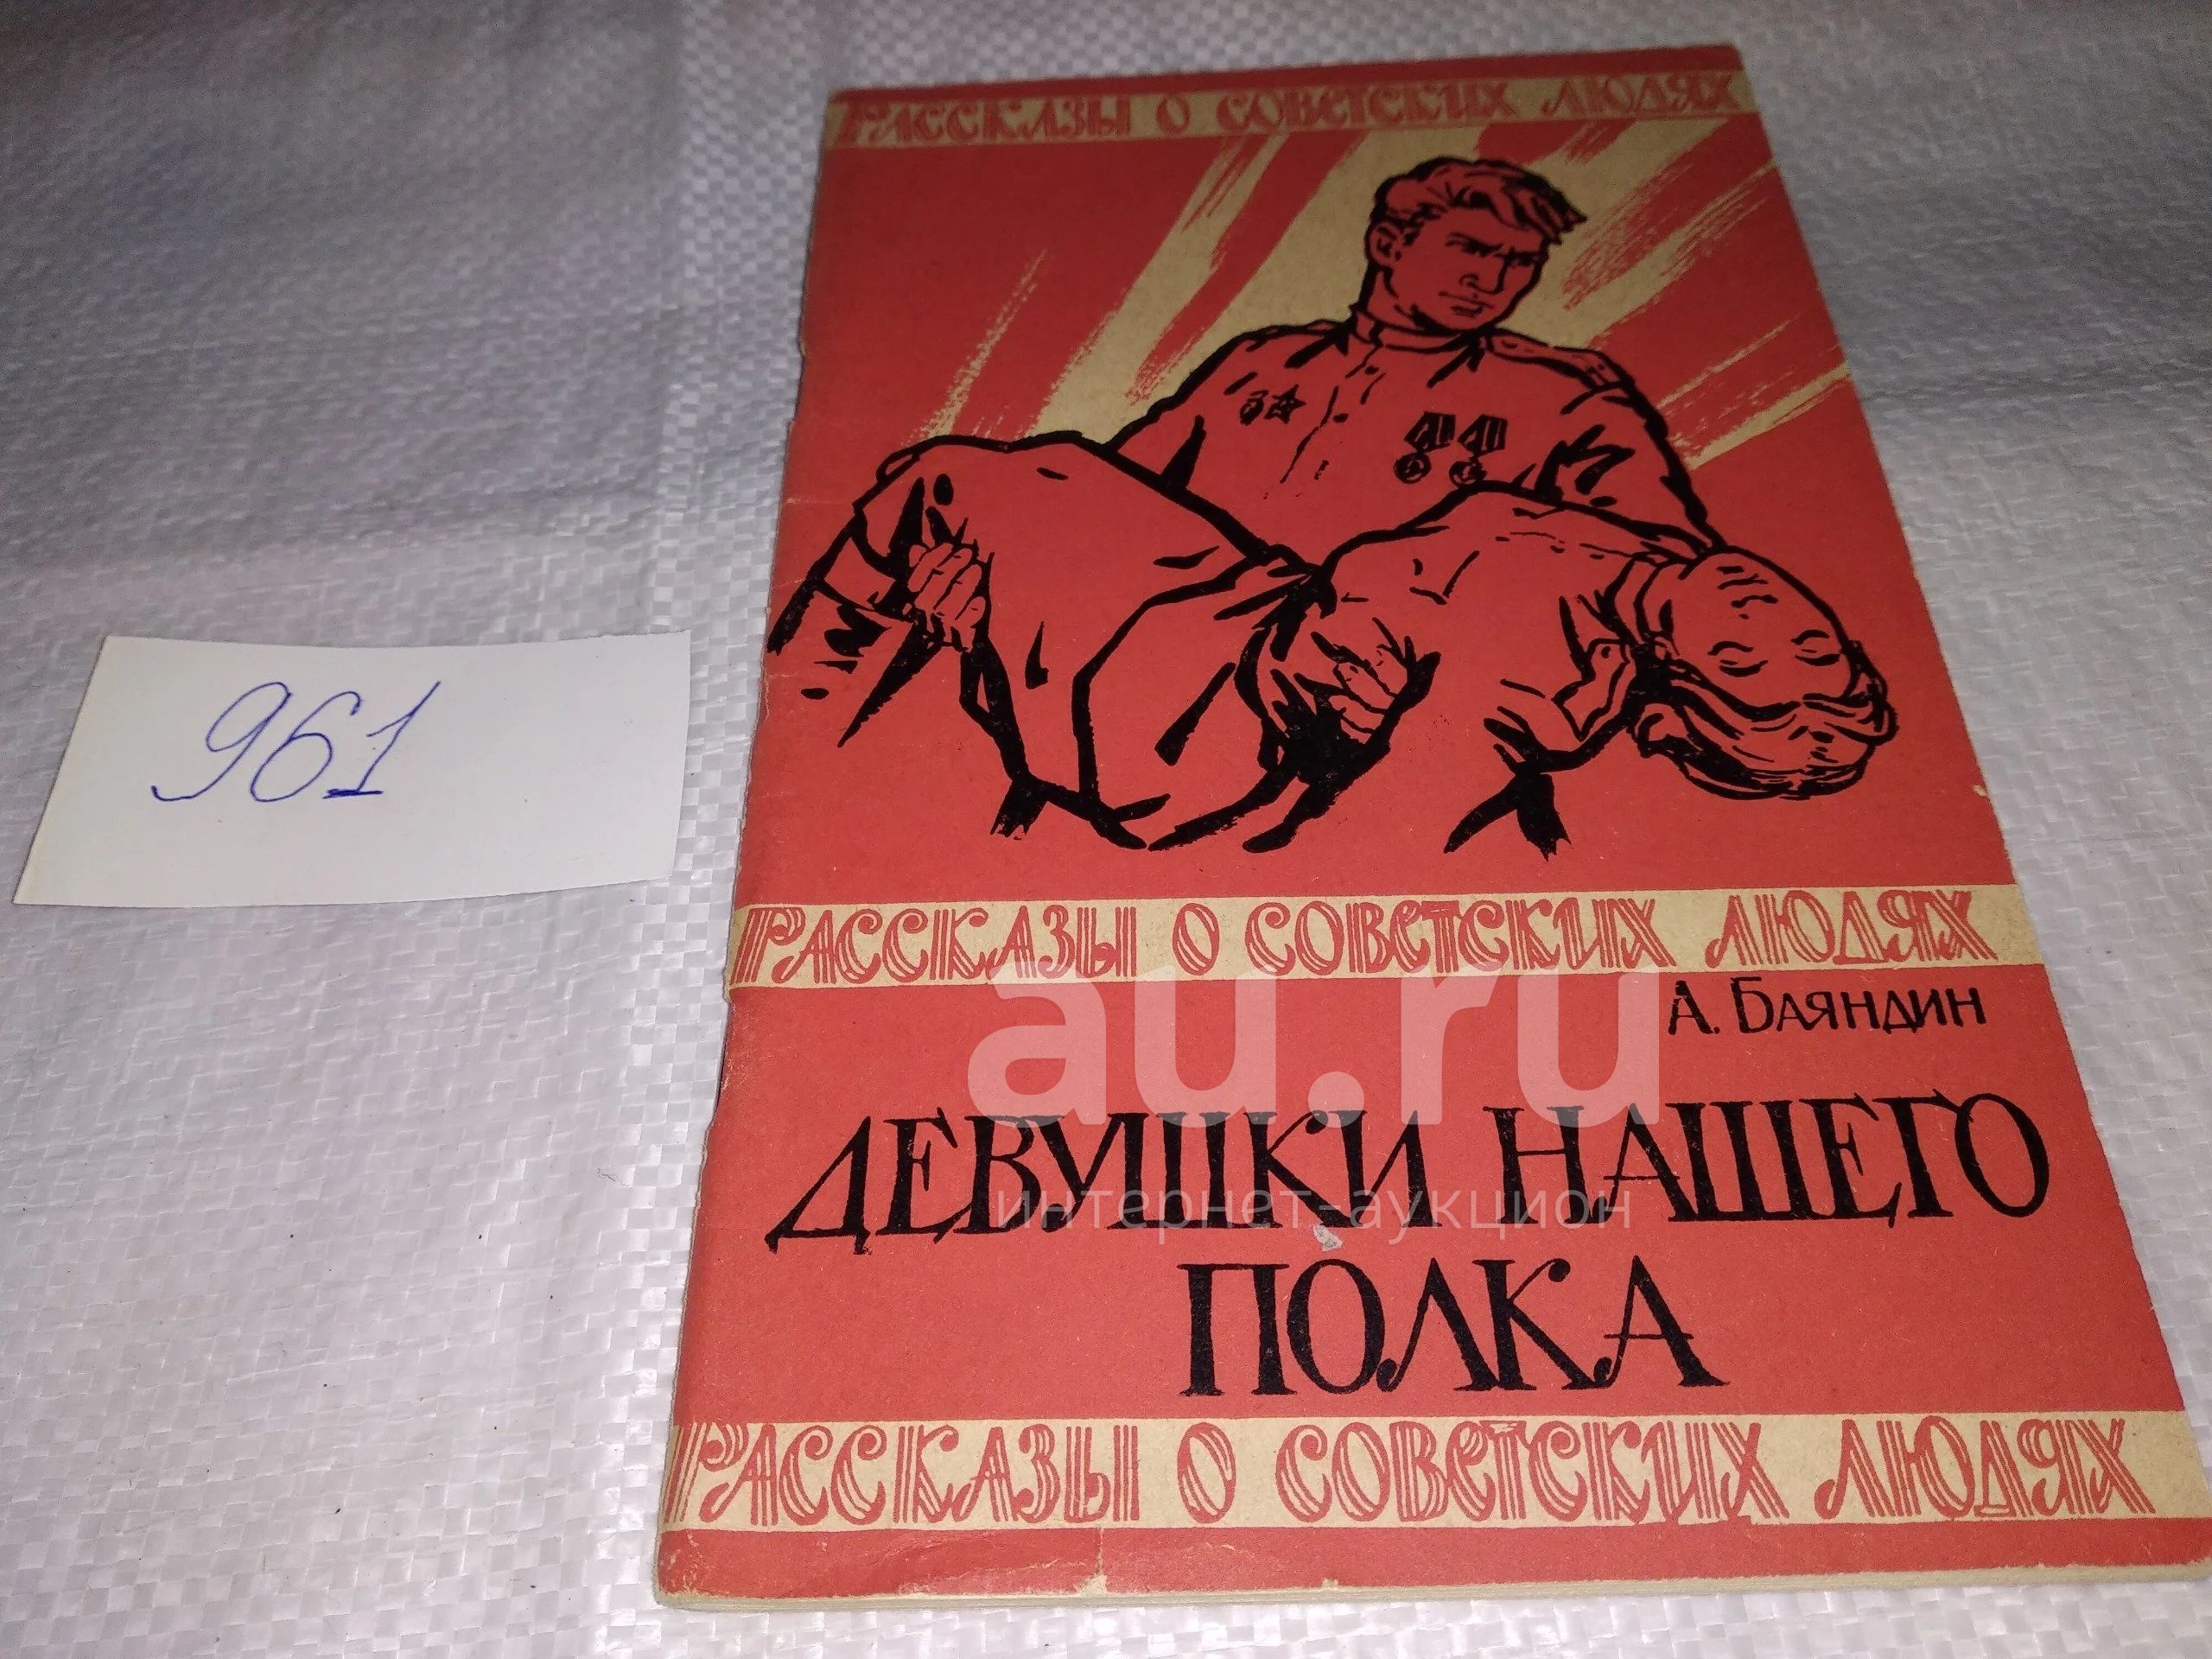 РАССКАЗЫ О СОВЕТСКИХ ЛЮДЯХ
961
РАССКАЗЫ О СОВЕТСКИХ ЛЮДЯХ
А. БАЯНДИН
au.ru
ДЕВУШКИ НАШЕГО
интернет-аукцион
ПОЛКА
РАССКАЗЫ О СОВЕТСКИХ ЛЮДЯХ